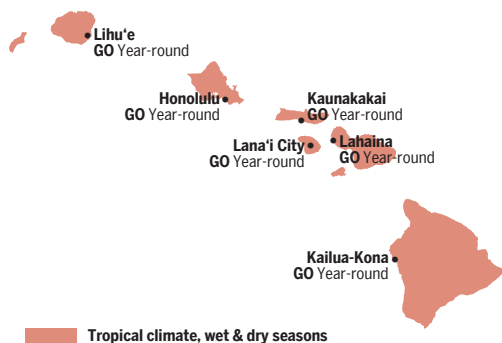 Lihu‘e
GO Year-round
Honolulu
GO Year-round
Kaunakakai
GO Year-round
Lana‘i City
GO Year-round
Lahaina
GO Year-round
Kailua-Kona
GO Year-round
Tropical climate, wet & dry seasons